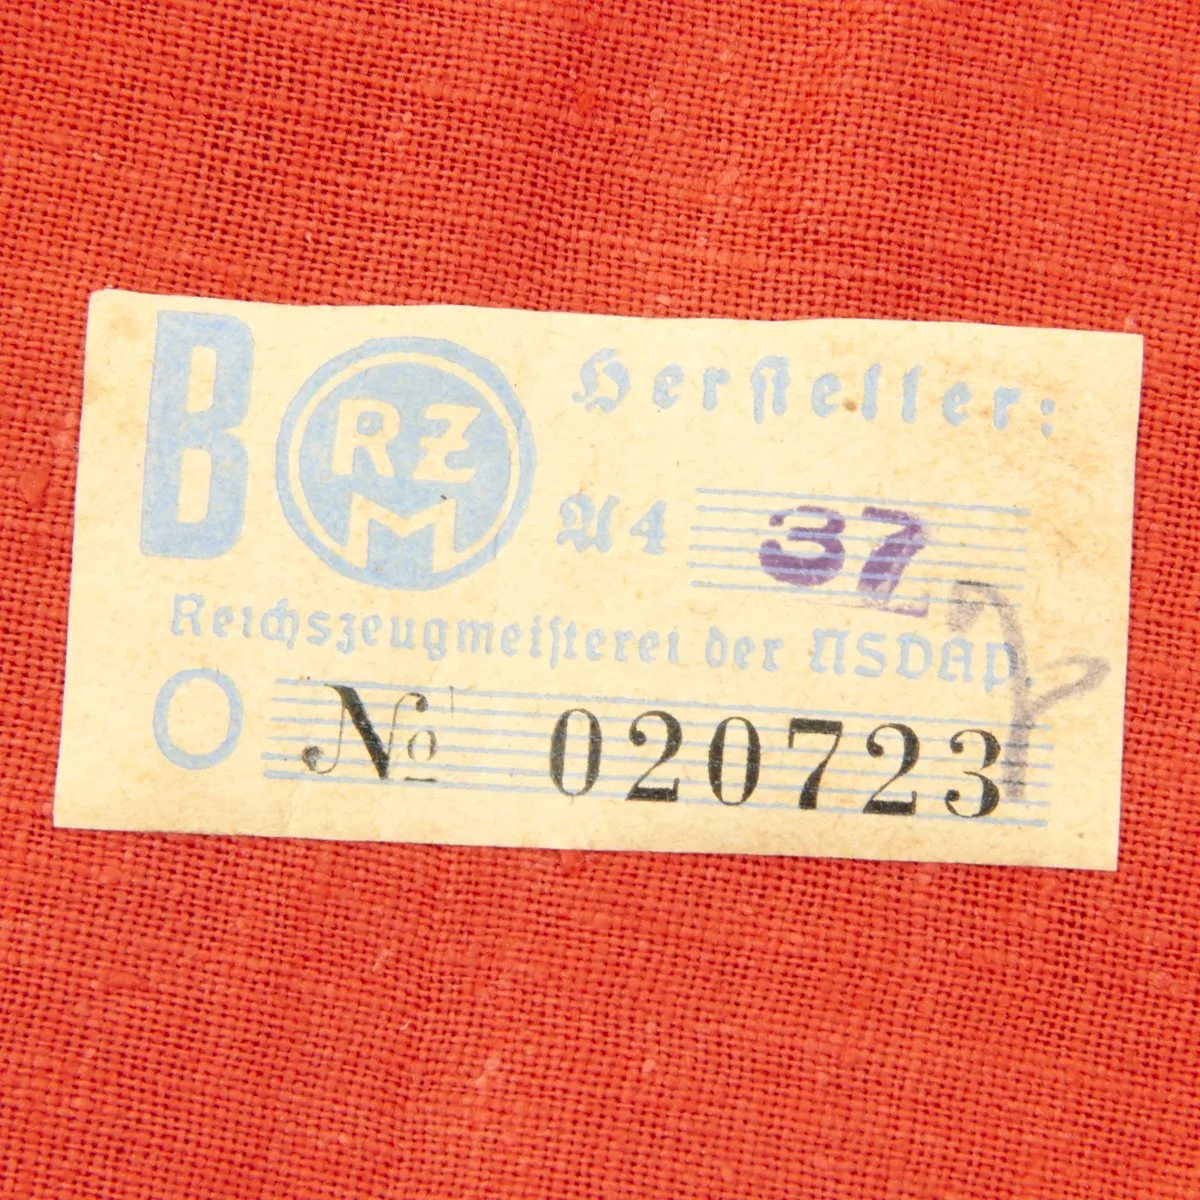 B RZM Hersteller:
A4 37
Reichszeugmeisterei der NSDAP.
O No 020723